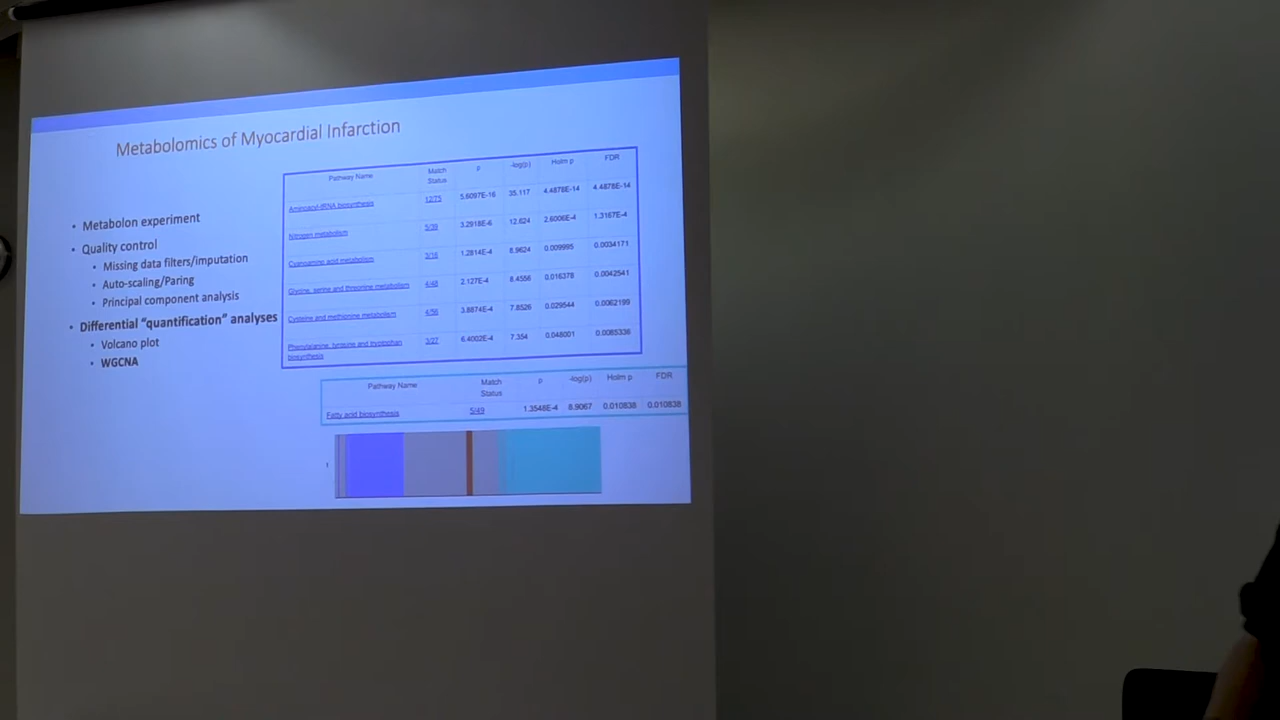 Metabolomics of Myocardial Infarction
• Metabolon experiment
• Quality control
• Missing data filters/imputation
• Auto-scaling/Paring
• Principal component analysis
• Differential “quantification” analyses
• Volcano plot
• WGCNA
Pathway Name Match Status p -log(p) Holm p FDR
Aminoacyl-tRNA biosynthesis 12/75 5.6097E-16 35.117 4.4878E-14 4.4878E-14
Nitrogen metabolism 5/39 3.2918E-6 12.624 2.6006E-4 1.3167E-4
Cyanoamino acid metabolism 3/16 1.2814E-4 8.9624 0.009995 0.0034171
Glycine, serine and threonine metabolism 4/48 2.127E-4 8.4556 0.016378 0.0042541
Cysteine and methionine metabolism 4/56 3.8874E-4 7.8526 0.029544 0.0062199
Phenylalanine, tyrosine and tryptophan biosynthesis 3/27 6.4002E-4 7.354 0.048001 0.0085336
Pathway Name Match Status p -log(p) Holm p FDR
Fatty acid biosynthesis 5/49 1.3548E-4 8.9067 0.010838 0.010838
1